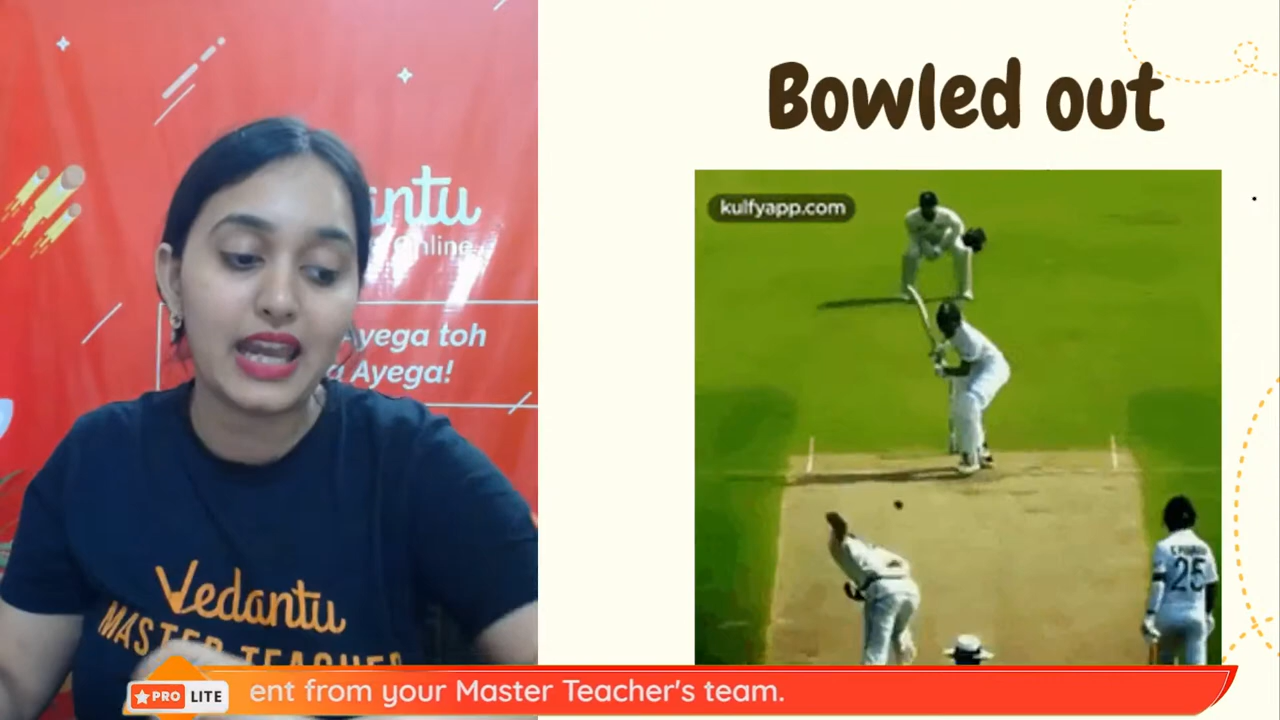 Bowled out
kulfyapp.com
antu
Online
Ayega toh
a Ayega!
Vedantu
MASTER TEACHER
25
PRO LITE
ent from your Master Teacher's team.